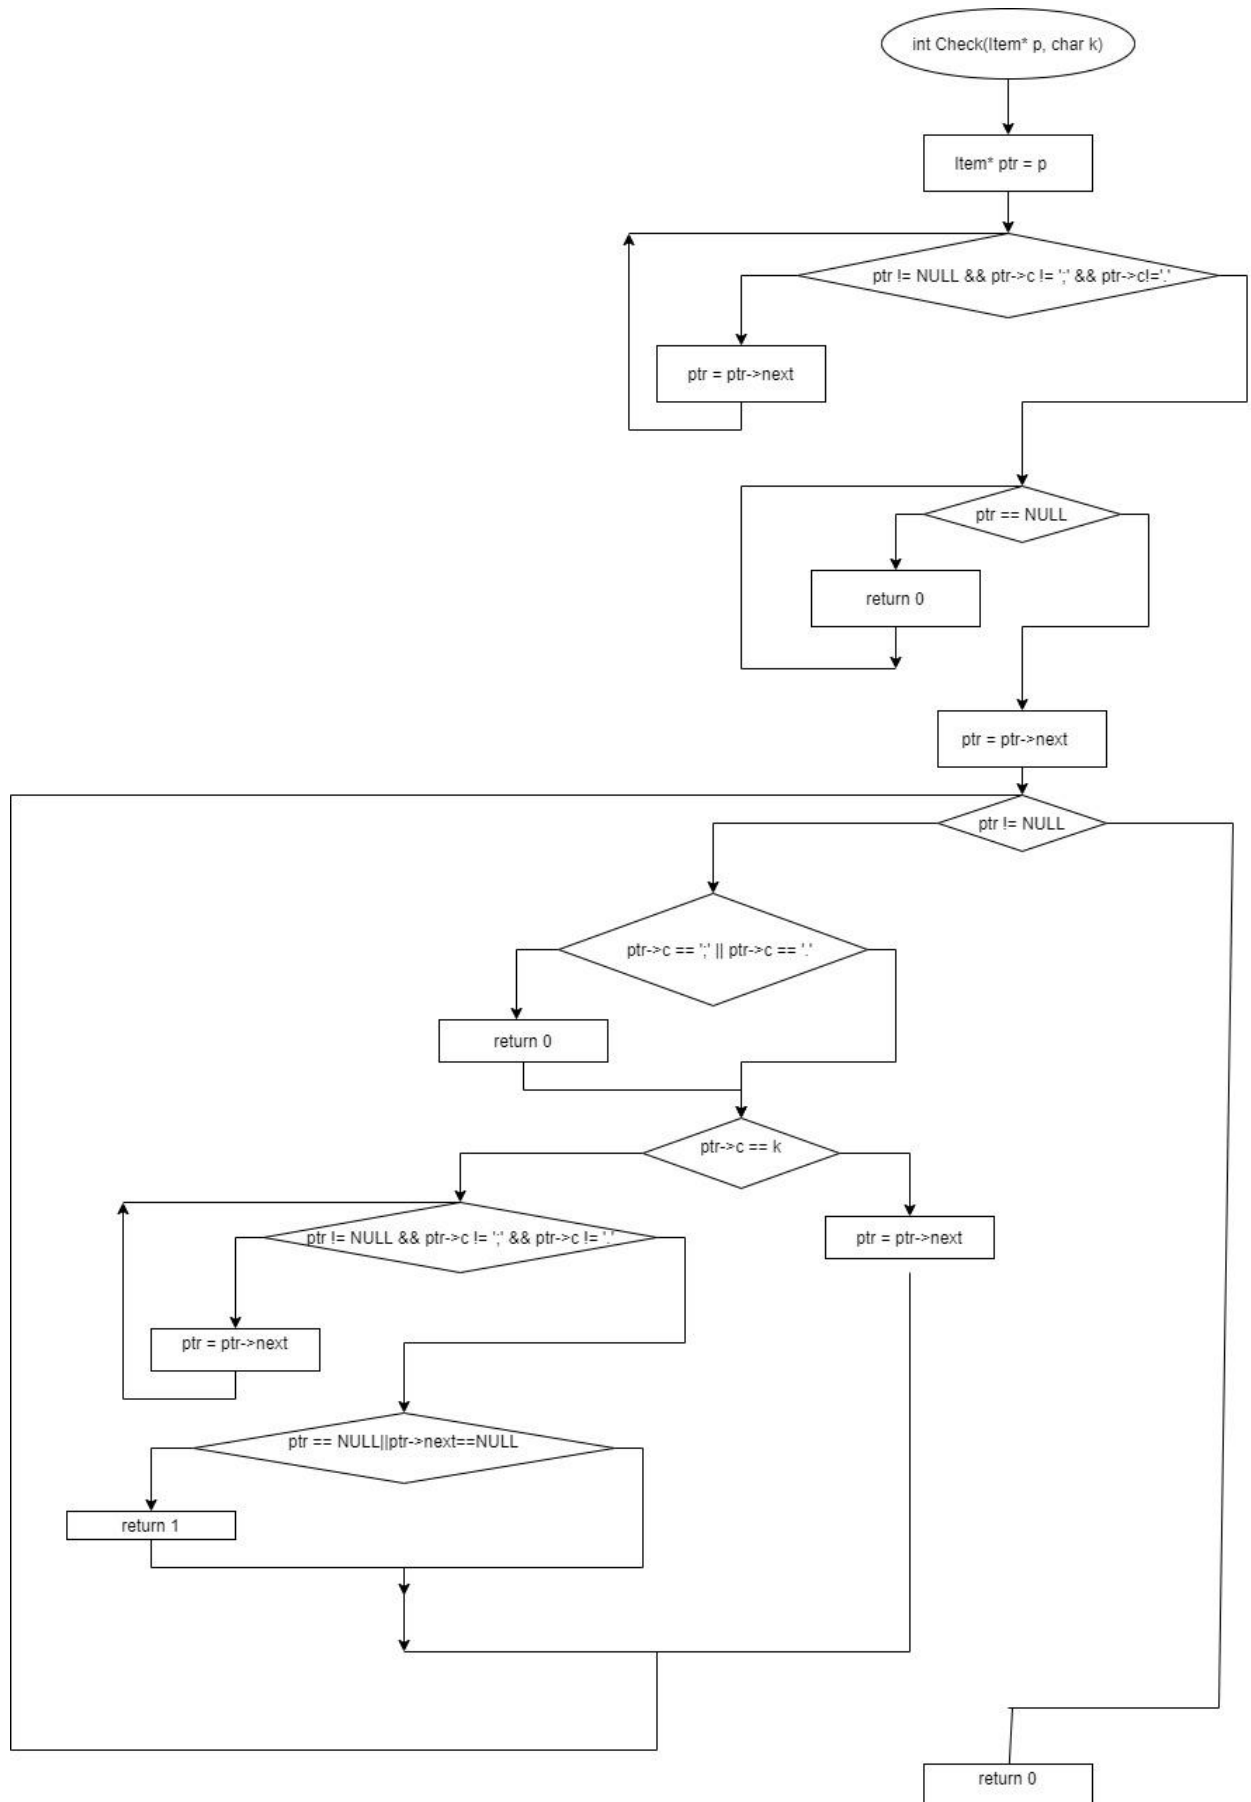 int Check(Item* p, char k)
Item* ptr = p
ptr != NULL && ptr->c != ';' && ptr->c!='.'
ptr = ptr->next
ptr == NULL
return 0
ptr = ptr->next
ptr != NULL
ptr->c == ';' || ptr->c == '.'
return 0
ptr->c == k
ptr != NULL && ptr->c != ';' && ptr->c != '.'
ptr = ptr->next
ptr = ptr->next
ptr == NULL||ptr->next==NULL
return 1
return 0